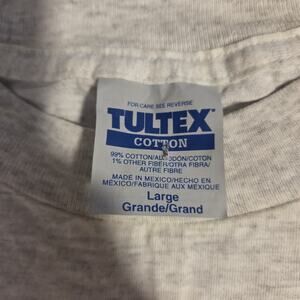 FOR CARE SEE REVERSE
TULTEX
COTTON
99% COTTON/ALGODON/COTON
1% OTHER FIBER/OTRA FIBRA/
AUTRE FIBRE
MADE IN MEXICO/HECHO EN
MÉXICO/FABRIQUE AUX MEXIQUE
Large
Grande/Grand